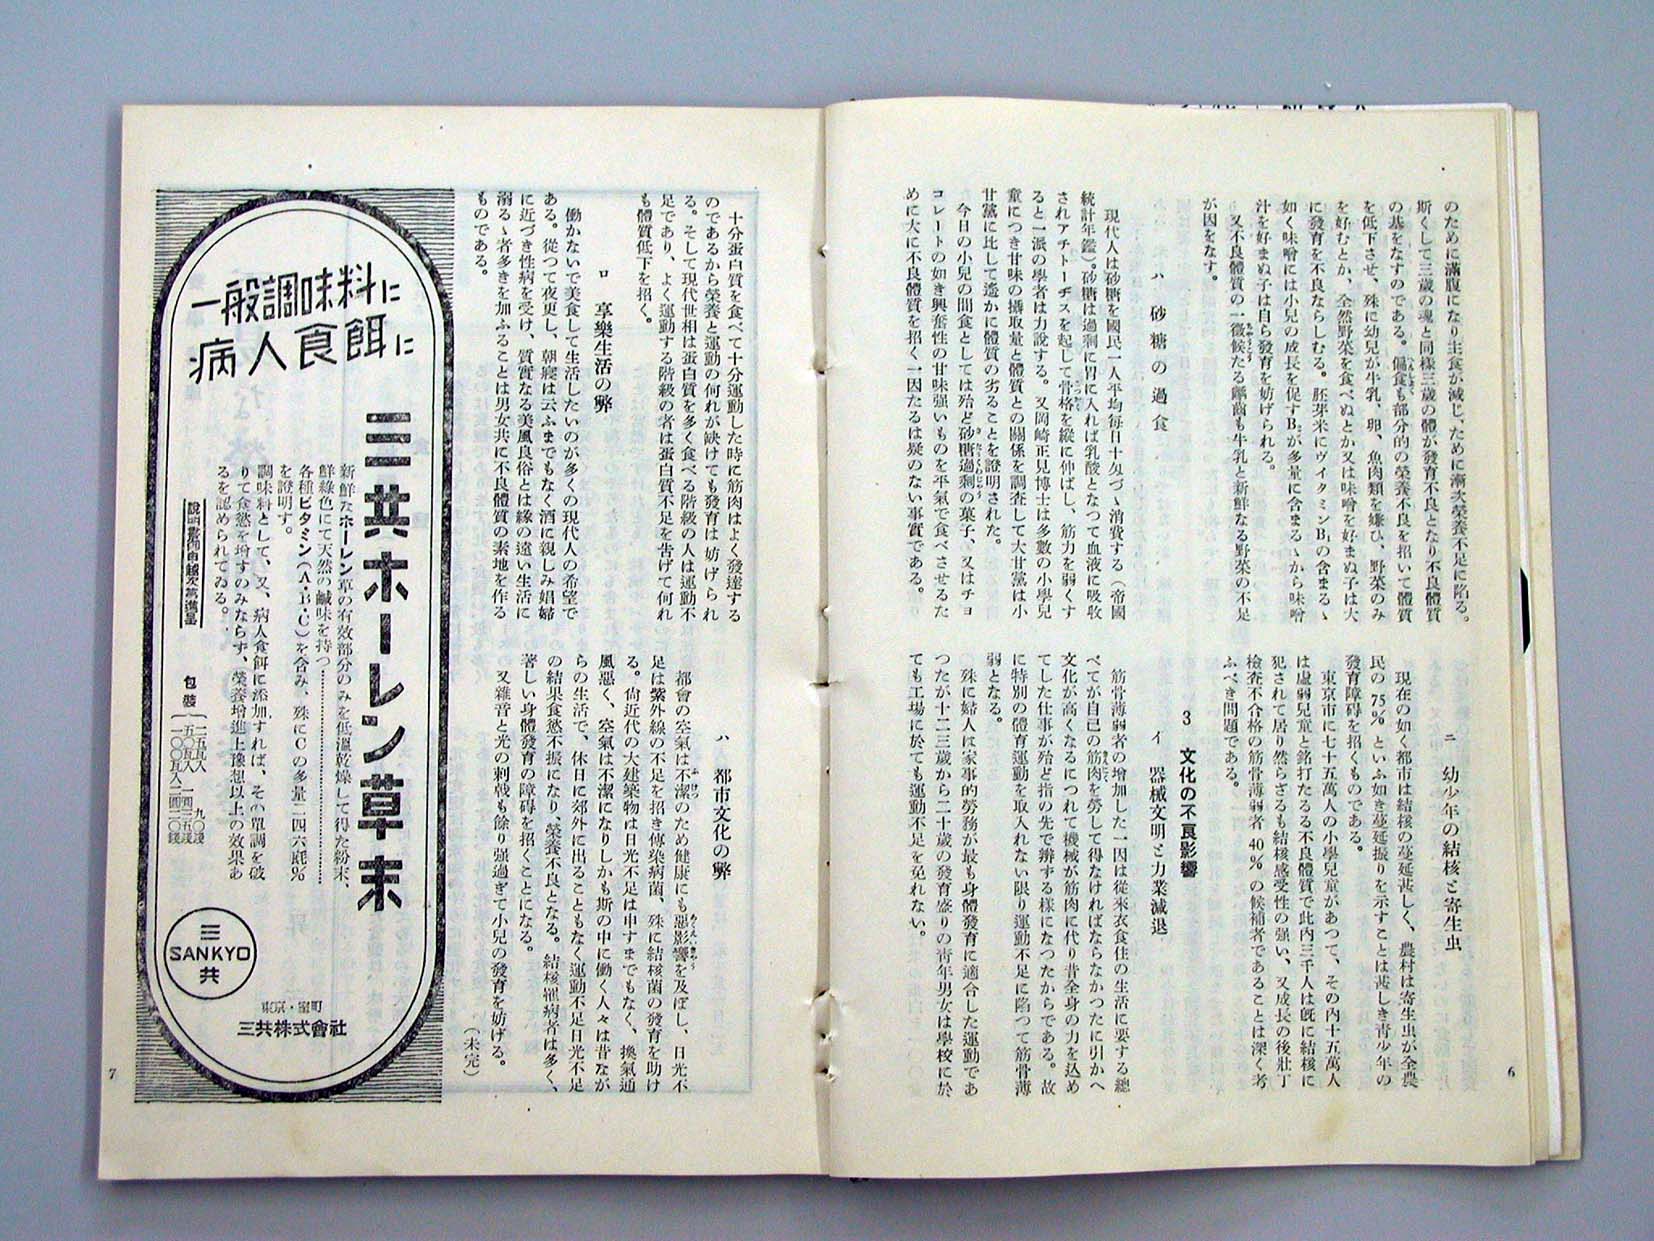 のために滿腹になり主食が減じ、ために漸次榮養不足に陷る。
斯くして三歳の魂と同樣三歳の體が發育不良となり不良體質
の基をなすのである。偏食も部分的の榮養不良を招いて體質
を低下させ、殊に幼兒が牛乳、卵、魚肉類を嫌ひ、野菜のみ
を好むとか、全然野菜を食べぬとか又は味噌を好まぬ子は大
に發育を不良ならしむる。胚芽米にヴイタミンBの含まるゝ
如く味噌には小兒の成長を促すB₂が多量に含まるゝから味噌
汁を好まぬ子は自ら發育を妨げられる。
又不良體質の一徴候たる齲齒も牛乳と新鮮なる野菜の不足
が因をなす。
ハ 砂糖の過食
現代人は砂糖を國民一人平均毎日十匁づゝ消費する（帝國
統計年鑑）。砂糖は過剰に胃に入れば乳酸となつて血液に吸收
されアチトーヂスを起して骨格を縱に伸ばし、筋力を弱くす
ると一派の學者は力說する。又岡崎正見博士は多數の小學兒
童につき甘味の攝取量と體質との關係を調査して大甘黨は小
甘黨に比して遙かに體質の劣ることを證明された。
今日の小兒の間食としては殆ど砂糖過剰の菓子、又はチヨ
コレートの如き興奮性の甘味強いものを平氣で食べさせるた
めに大に不良體質を招く一因たるは疑のない事實である。
ニ 幼少年の結核と寄生虫
現在の如く都市は結核の蔓延甚しく、農村は寄生虫が全農
民の 75% といふ如き蔓延振りを示すことは甚しき青少年の
發育障碍を招くものである。
東京市に七十五萬人の小學兒童があつて、その内十五萬人
は虚弱兒童と銘打たるる不良體質で此内三千人は既に結核に
犯されて居り然らざるも結核感受性の强い、又成長の後壯丁
檢査不合格の筋骨薄弱者 40% の候補者であることは深く考
ふべき問題である。
3 文化の不良影響
イ 器械文明と力業減退
筋骨薄弱者の增加した一因は從來衣食住の生活に要する總
べてが自己の筋肉を勞して得なければならなかつたに引かへ
文化が高くなるにつれて機械が筋肉に代り昔全身の力を込め
てした仕事が殆ど指の先で辨ずる樣になつたからである。故
に特別の體育運動を取入れない限り運動不足に陷つて筋骨薄
弱となる。
殊に婦人は家事的勞務が最も身體發育に適合した運動であ
つたが十二三歳から二十歳の發育盛りの青年男女は學校に於
ても工場に於ても運動不足を免れない。
6
十分蛋白質を食べて十分運動した時に筋肉はよく發達する
のであるから榮養と運動の何れが缺けても發育は妨げられ
る。そして現代世相は蛋白質を多く食べる階級の人は運動不
足であり、よく運動する階級の者は蛋白質不足を告げて何れ
も體質低下を招く。
ロ 享樂生活の弊
働かないで美食して生活したいのが多くの現代人の希望で
ある。從つて夜更し、朝寢は云ふまでもなく酒に親しみ娼婦
に近づき性病を受け、質實なる美風良俗とは緣の遠い生活に
溺るゝ者多きを加ふることは男女共に不良體質の素地を作る
ものである。
ハ 都市文化の弊
都會の空氣は不潔のため健康にも惡影響を及ぼし、日光不
足は紫外線の不足を招き傳染病菌、殊に結核菌の發育を助け
る。尙近代の大建築物は日光不足は申すまでもなく、換氣通
風惡く、空氣は不潔になりしかも斯の中に働く人々は昔なが
らの生活で、休日に郊外に出ることもなく運動不足日光不足
の結果食慾不振になり、榮養不良となる。結核罹病者は多く、
著しい身體發育の障碍を招くことになる。
又雜音と光の刺戟も餘り強過ぎて小兒の發育を妨げる。
（未完）
一般調味料に
病人食餌に
三共ホーレン草末
新鮮なホーレン草の有效部分のみを低溫乾燥して得た粉末、
鮮綠色にて天然の鹹味を持つ
各種ビタミン（A・B・C）を含み、殊にCの多量二四六瓱%
を證明す。
調味料として、又、病人食餌に添加すれば、その單調を破
りて食慾を增すのみならず、榮養增進上豫想以上の效果あ
るを認められてゐる。
說明書御申越次第進呈
包裝
二五瓦入 九〇錢
五〇瓦入 一圓二五錢
一〇〇瓦入 二圓二〇錢
三
SANKYO
共
東京・室町
三共株式會社
7